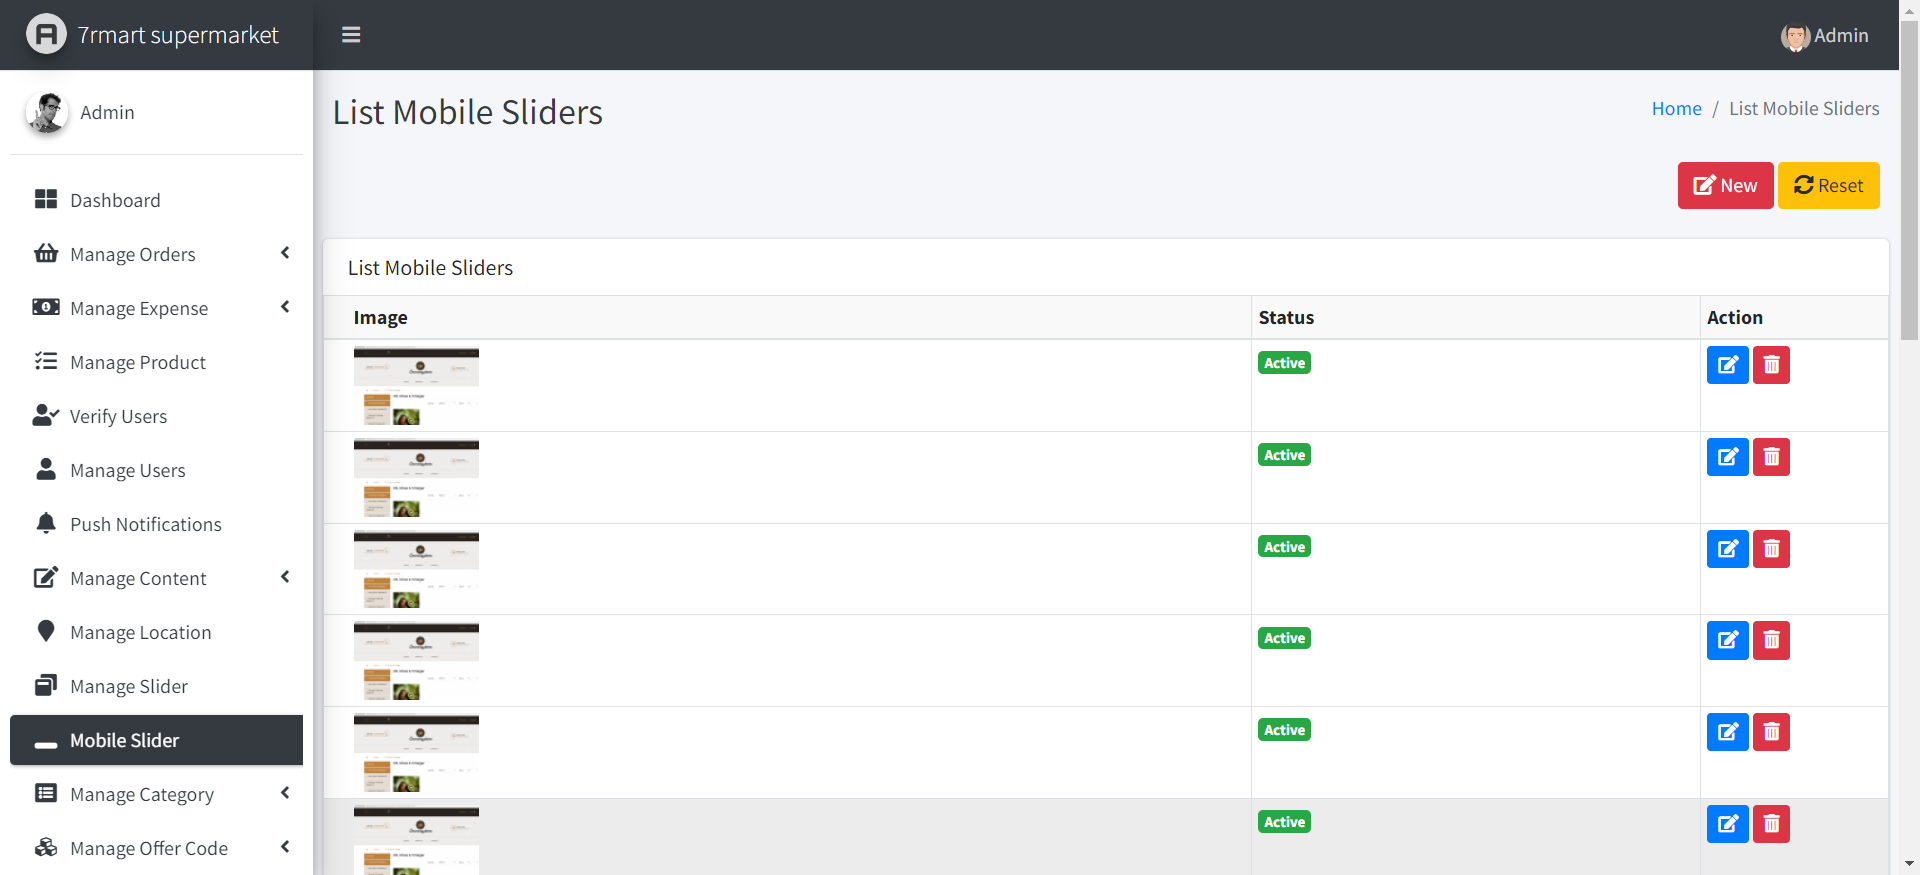 7rmart supermarket
Admin
Admin
List Mobile Sliders
Home / List Mobile Sliders
New
Reset
Dashboard
Manage Orders
Manage Expense
Manage Product
Verify Users
Manage Users
Push Notifications
Manage Content
Manage Location
Manage Slider
Mobile Slider
Manage Category
Manage Offer Code
List Mobile Sliders
Image Status Action
Active
Active
Active
Active
Active
Active